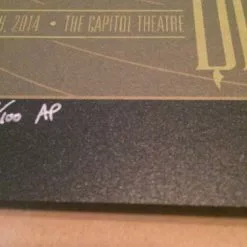 , 2014 • THE CAPITOL THEATRE
/100 AP